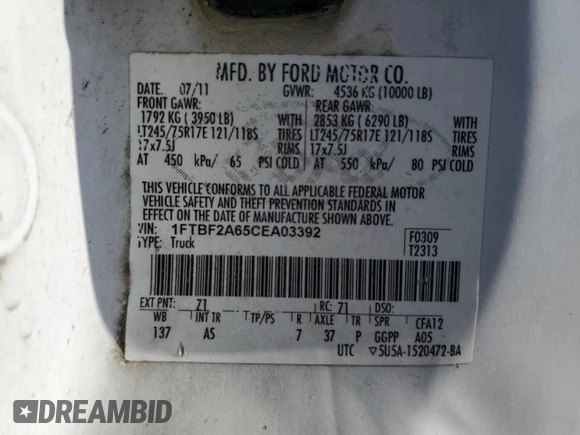 MFD. BY FORD MOTOR CO.
DATE: 07/11 GVWR: 4536 KG (10000 LB)
FRONT GAWR: REAR GAWR:
1792 KG ( 3950 LB) WITH 2853 KG ( 6290 LB) WITH
LT245/75R17E 121/118S TIRES LT245/75R17E 121/118S TIRES
17x7.5J RIMS 17x7.5J RIMS
AT 450 kPa/ 65 PSI COLD AT 550 kPa/ 80 PSI COLD
THIS VEHICLE CONFORMS TO ALL APPLICABLE FEDERAL MOTOR
VEHICLE SAFETY AND THEFT PREVENTION STANDARDS IN
EFFECT ON THE DATE OF MANUFACTURE SHOWN ABOVE.
VIN: 1FTBF2A65CEA03392 F0309
TYPE: Truck T2313
EXT PNT: Z1 RC: 71 DSO:
WB INT TR TP/PS R AXLE TR SPR CFA12
137 AS 7 37 P GGPP A05
UTC ▽5U5A-1520472-BA
DREAMBID